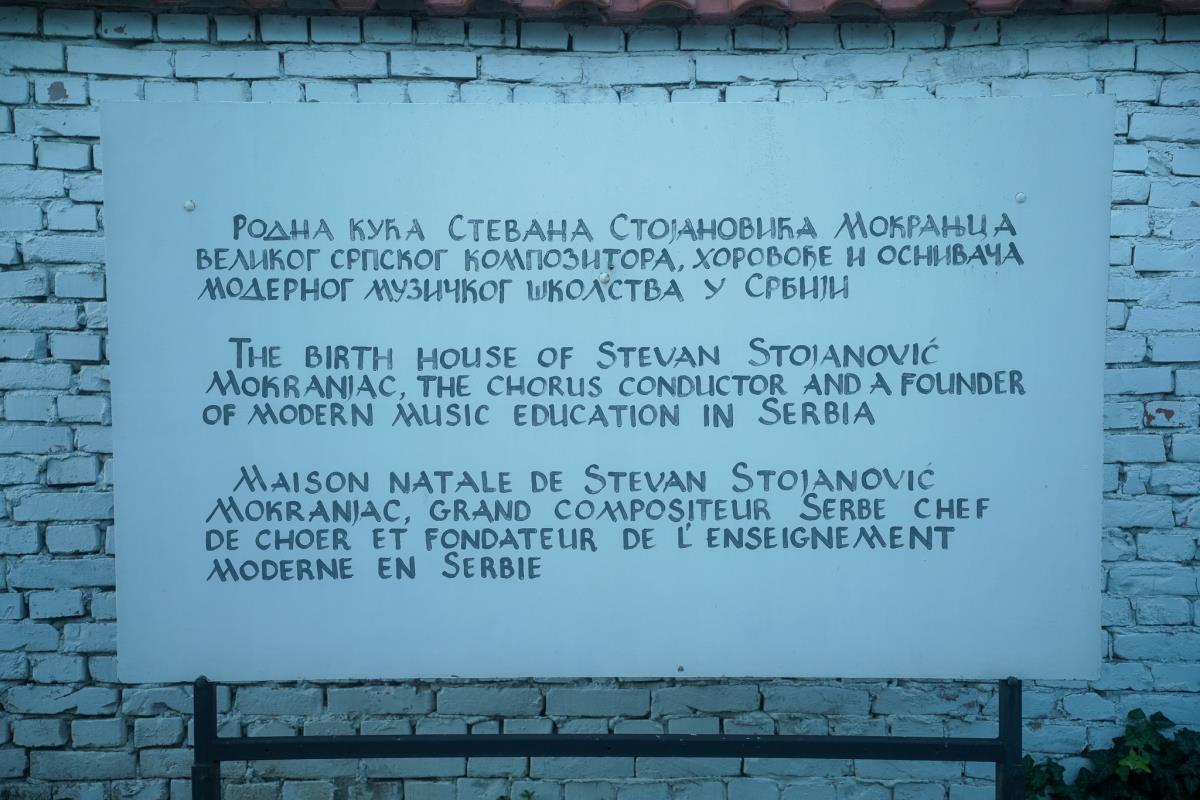 Родна кућа Стевана Стојановића Мокрањца
великог српског композитора, хоровође и оснивача
модерног музичког школства у Србији
The birth house of Stevan Stojanović
Mokranjac, the chorus conductor and a founder
of modern music education in Serbia
Maison natale de Stevan Stojanović
Mokranjac, grand compositeur Serbe chef
de choer et fondateur de l'enseignement
moderne en Serbie